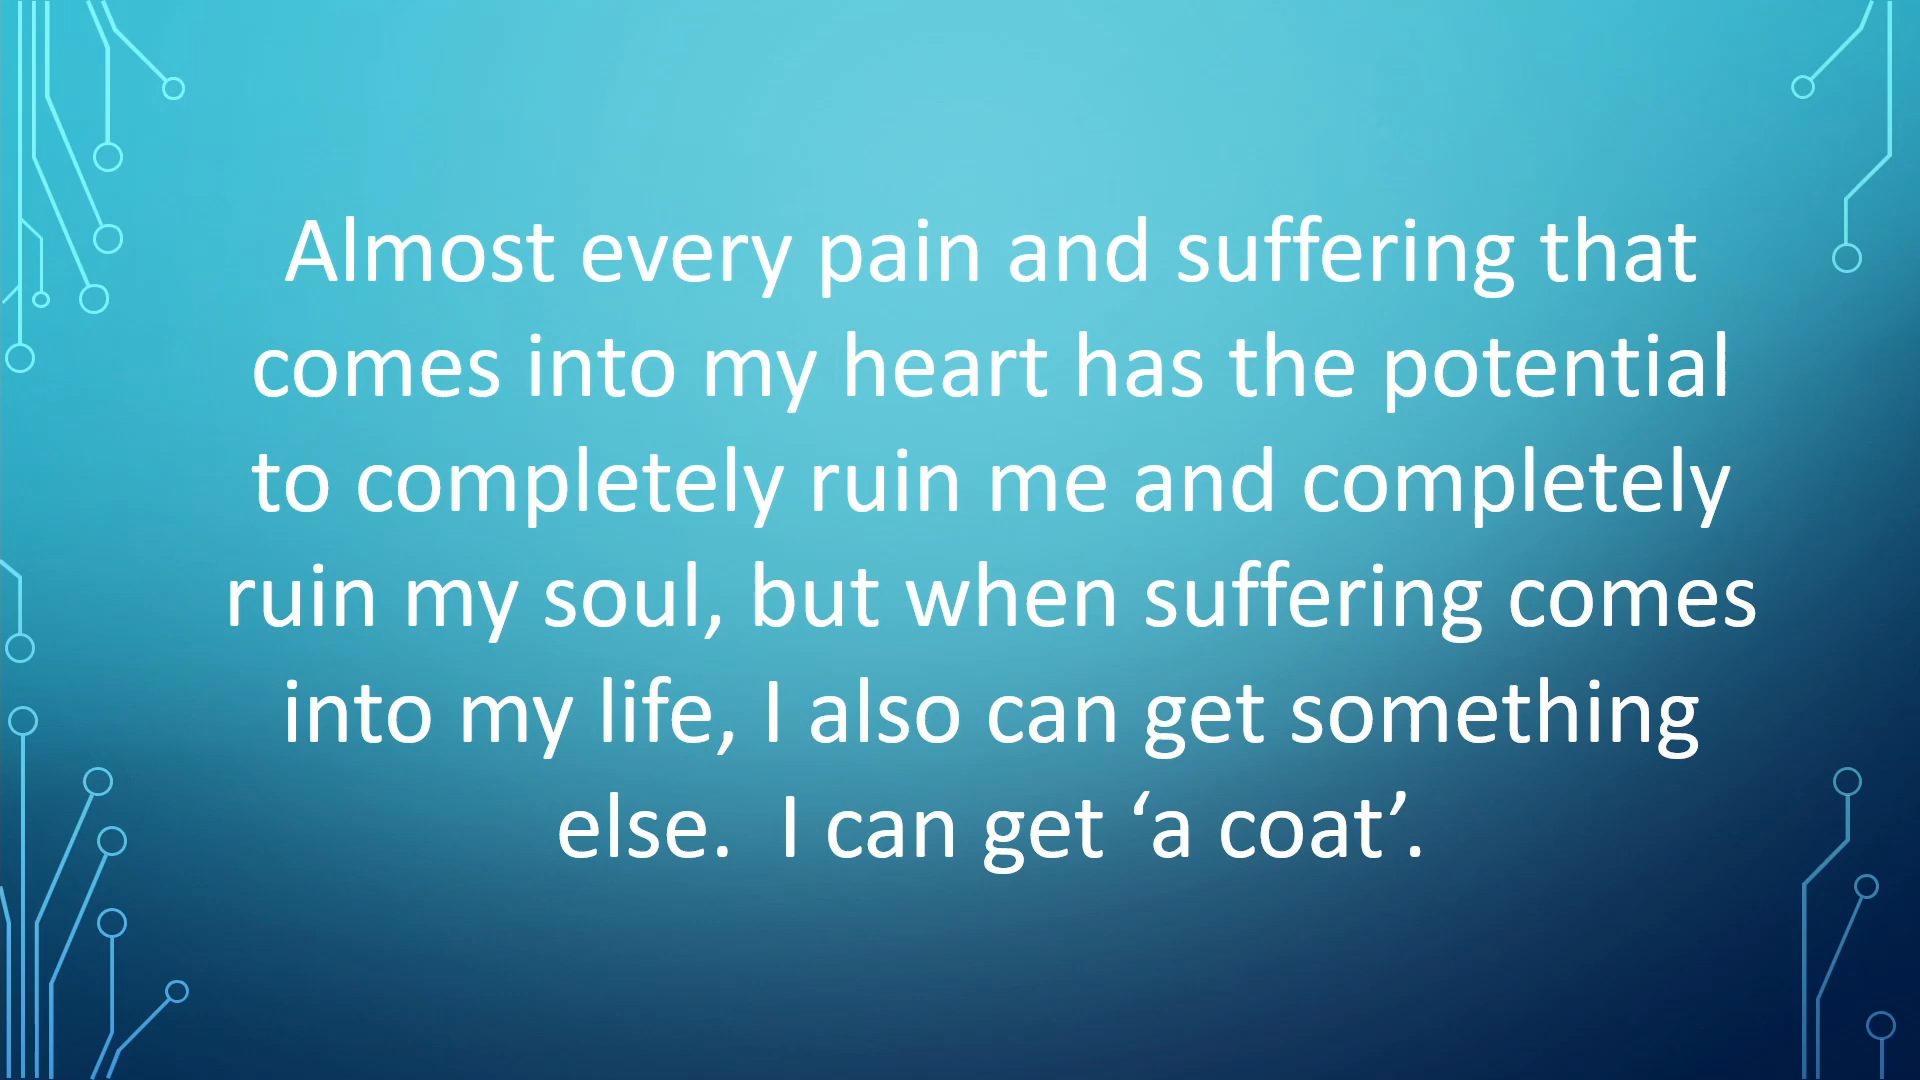 Almost every pain and suffering that
comes into my heart has the potential
to completely ruin me and completely
ruin my soul, but when suffering comes
into my life, I also can get something
else.  I can get ‘a coat’.